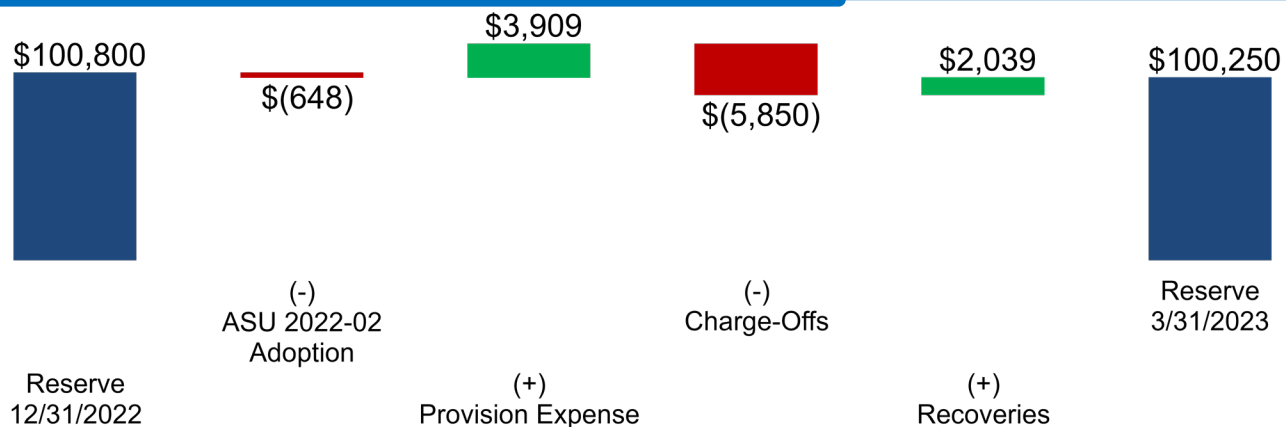 $3,909
$100,800
$2,039
$100,250
$(648)
$(5,850)
(-)
ASU 2022-02
Adoption
(-)
Charge-Offs
Reserve
3/31/2023
Reserve
12/31/2022
(+)
Provision Expense
(+)
Recoveries